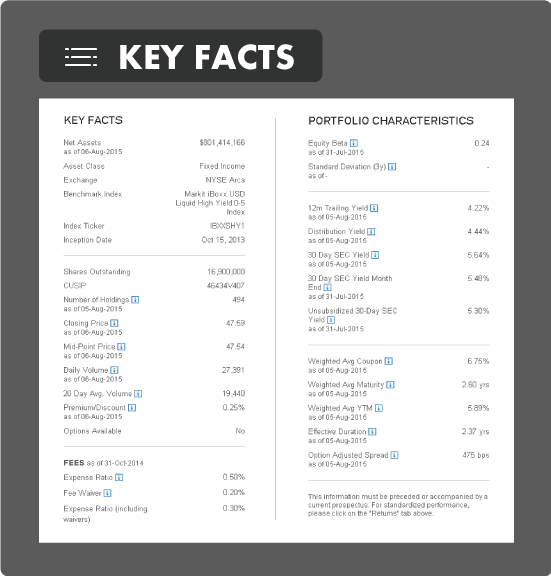 KEY FACTS
KEY FACTS
Net Assets $801,414,166
as of 06-Aug-2015
Asset Class Fixed Income
Exchange NYSE Arca
Benchmark Index Markit iBoxx USD
Liquid High Yield 0-5
Index
Index Ticker IBXXSHY1
Inception Date Oct 15, 2013
Shares Outstanding 16,900,000
CUSIP 46434V407
Number of Holdings 494
as of 05-Aug-2015
Closing Price 47.59
as of 06-Aug-2015
Mid-Point Price 47.54
as of 06-Aug-2015
Daily Volume 27,391
as of 06-Aug-2015
20 Day Avg. Volume 19,440
Premium/Discount 0.25%
as of 06-Aug-2015
Options Available No
FEES as of 31-Oct-2014
Expense Ratio 0.50%
Fee Waiver 0.20%
Expense Ratio (including 0.30%
waivers)
PORTFOLIO CHARACTERISTICS
Equity Beta 0.24
as of 31-Jul-2015
Standard Deviation (3y) -
as of -
12m Trailing Yield 4.22%
as of 05-Aug-2015
Distribution Yield 4.44%
as of 05-Aug-2015
30 Day SEC Yield 5.64%
as of 05-Aug-2015
30 Day SEC Yield Month 5.48%
End
as of 31-Jul-2015
Unsubsidized 30-Day SEC 5.30%
Yield
as of 31-Jul-2015
Weighted Avg Coupon 6.75%
as of 05-Aug-2015
Weighted Avg Maturity 2.60 yrs
as of 05-Aug-2015
Weighted Avg YTM 5.89%
as of 05-Aug-2015
Effective Duration 2.37 yrs
as of 05-Aug-2015
Option Adjusted Spread 475 bps
as of 05-Aug-2015
This information must be preceded or accompanied by a
current prospectus. For standardized performance,
please click on the "Returns" tab above.